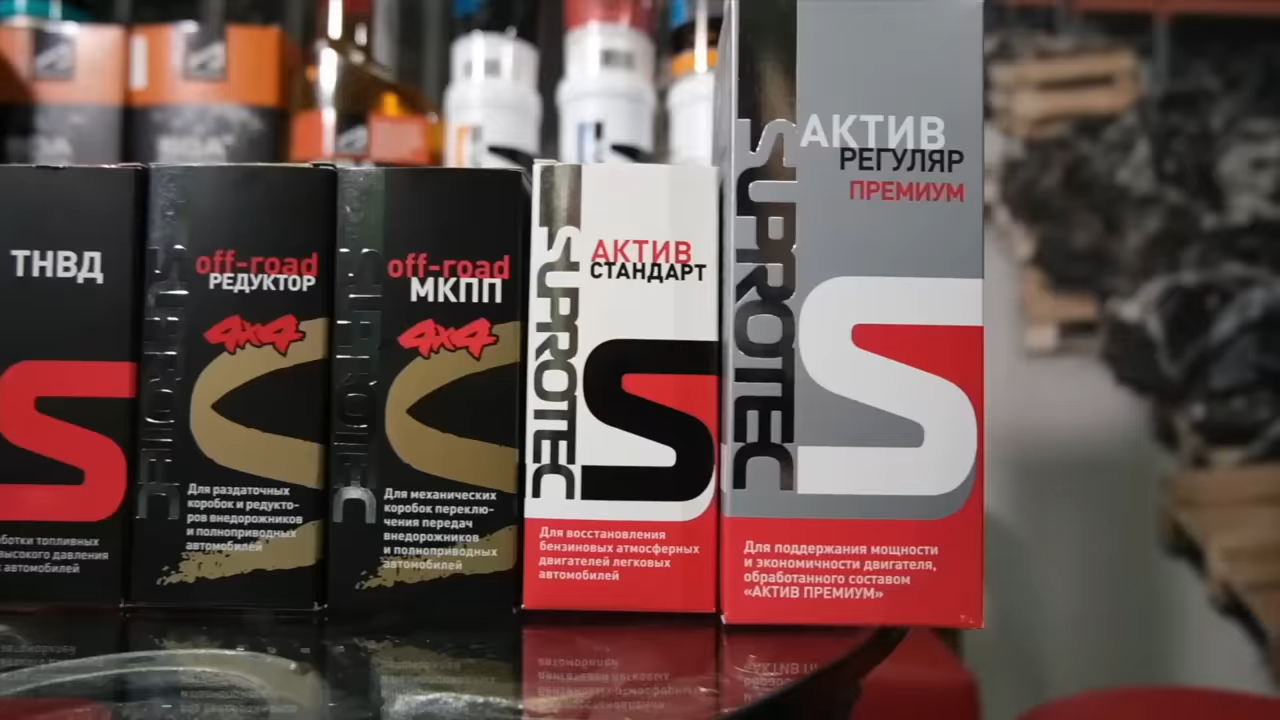 ТНВД
ботки топливных
высокого давления
автомобилей
SUPROTEC
off-road
РЕДУКТОР
4x4
Для раздаточных
коробок и редукто-
ров внедорожников
и полноприводных
автомобилей
SUPROTEC
off-road
МКПП
4x4
Для механических
коробок переклю-
чения передач
внедорожников
и полноприводных
автомобилей
SUPROTEC
АКТИВ
СТАНДАРТ
Для восстановления
бензиновых атмосферных
двигателей легковых
автомобилей
SUPROTEC
АКТИВ
РЕГУЛЯР
ПРЕМИУМ
Для поддержания мощности
и экономичности двигателя,
обработанного составом
«АКТИВ ПРЕМИУМ»